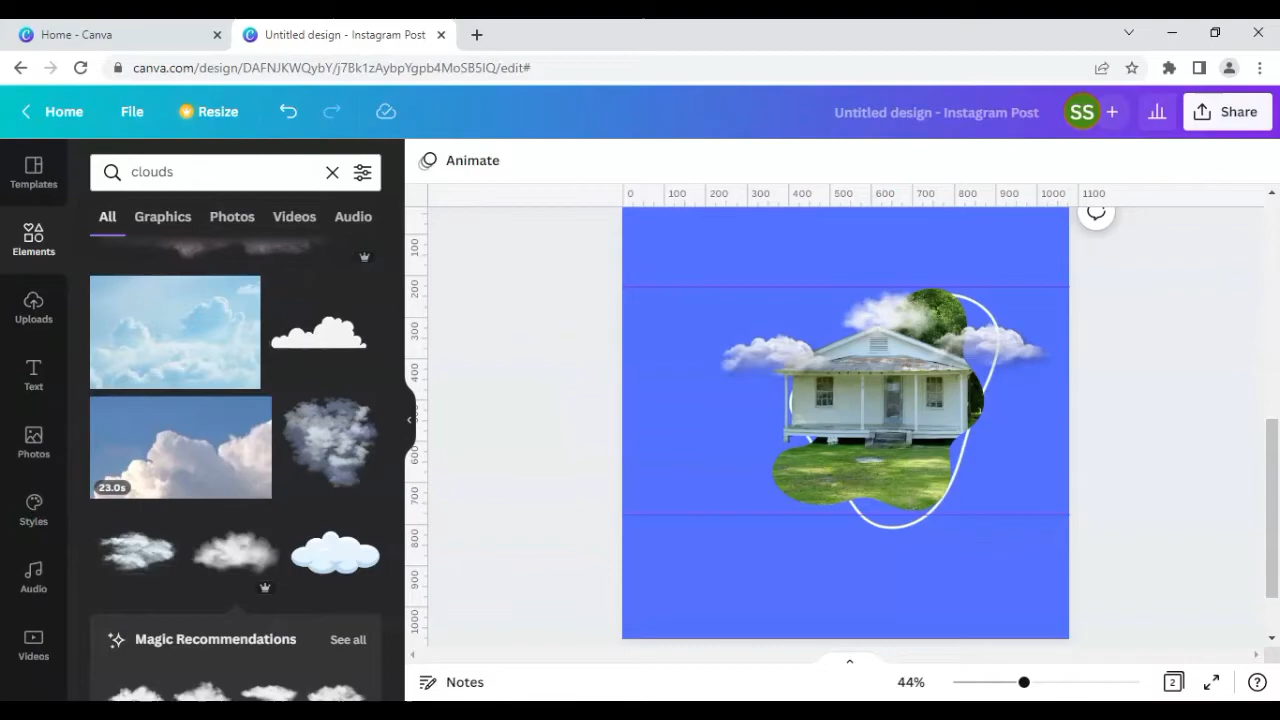 Home - Canva
Untitled design - Instagram Post
canva.com/design/DAFNJKWQybY/j7Bk1zAybpYgpb4MoSB5IQ/edit#
Home File Resize Untitled design - Instagram Post SS + Share
Templates
Elements
Uploads
Text
Photos
Styles
Audio
Videos
clouds
All Graphics Photos Videos Audio
23.0s
Magic Recommendations See all
Animate
0 100 200 300 400 500 600 700 800 900 1000 1100
100
200
300
400
500
600
700
800
900
1000
Notes 44% 2 ?